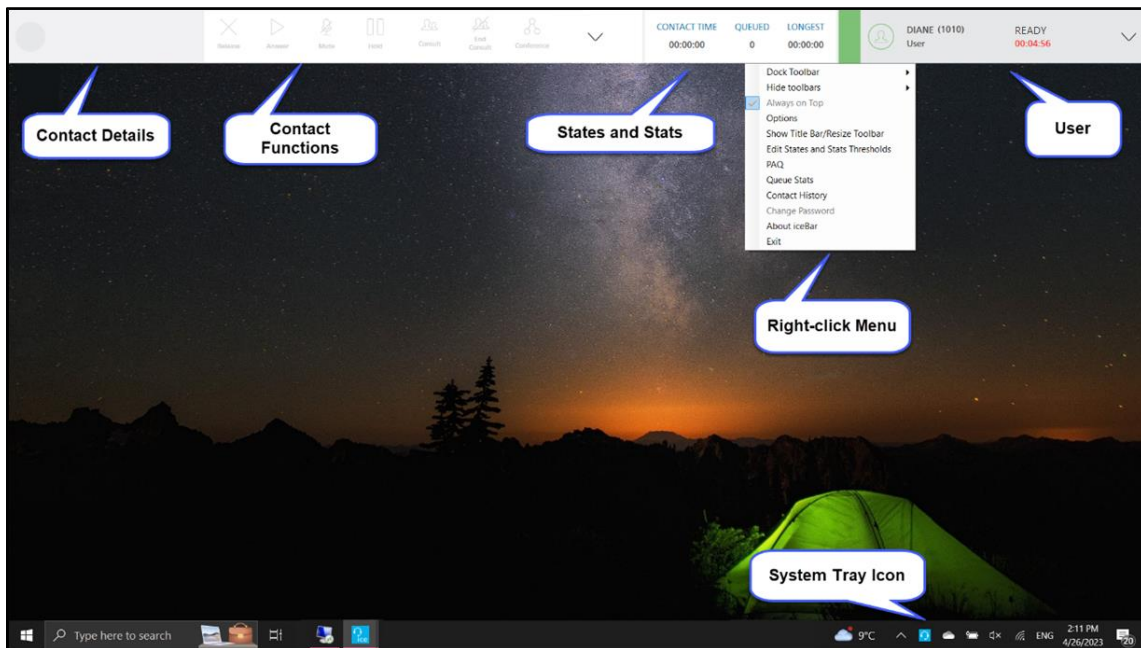 CONTACT TIME QUEUED LONGEST
00:00:00 0 00:00:00
DIANE (1010)
User
READY
00:04:56
Release Answer Mute Hold Consult End Consult Conference
Contact Details
Contact
Functions
States and Stats
User
Dock Toolbar
Hide toolbars
Always on Top
Options
Show Title Bar/Resize Toolbar
Edit States and Stats Thresholds
PAQ
Queue Stats
Contact History
Change Password
About iceBar
Exit
Right-click Menu
System Tray Icon
Type here to search
ice
9°C
ENG
2:11 PM
4/26/2023
20